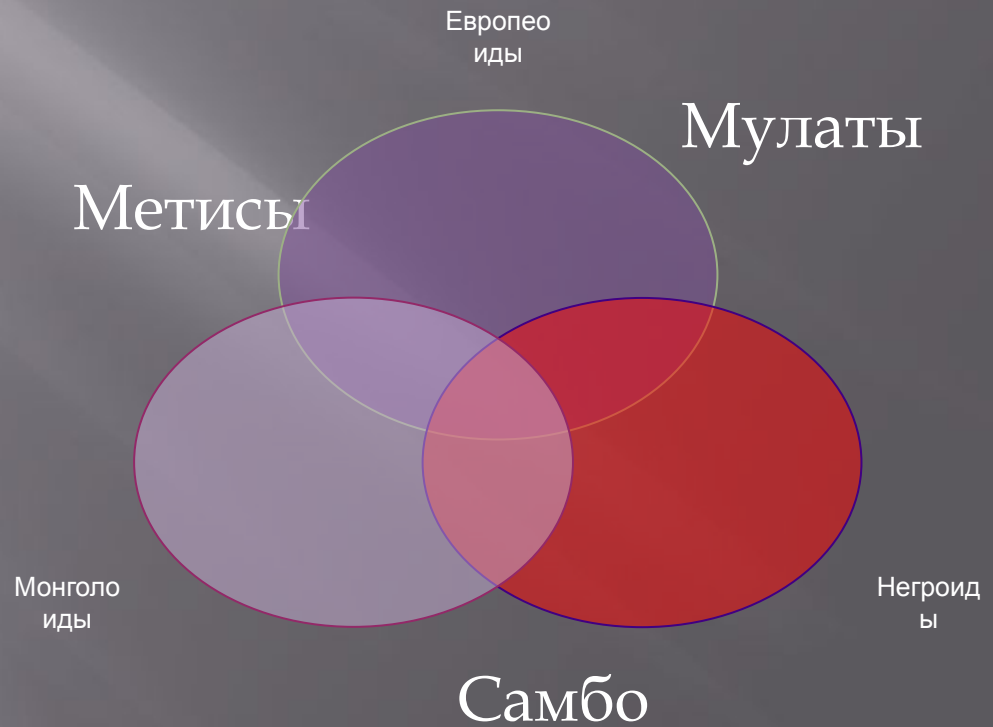 Европео
иды
Мулаты
Метисы
Монголо
иды
Негроид
ы
Самбо